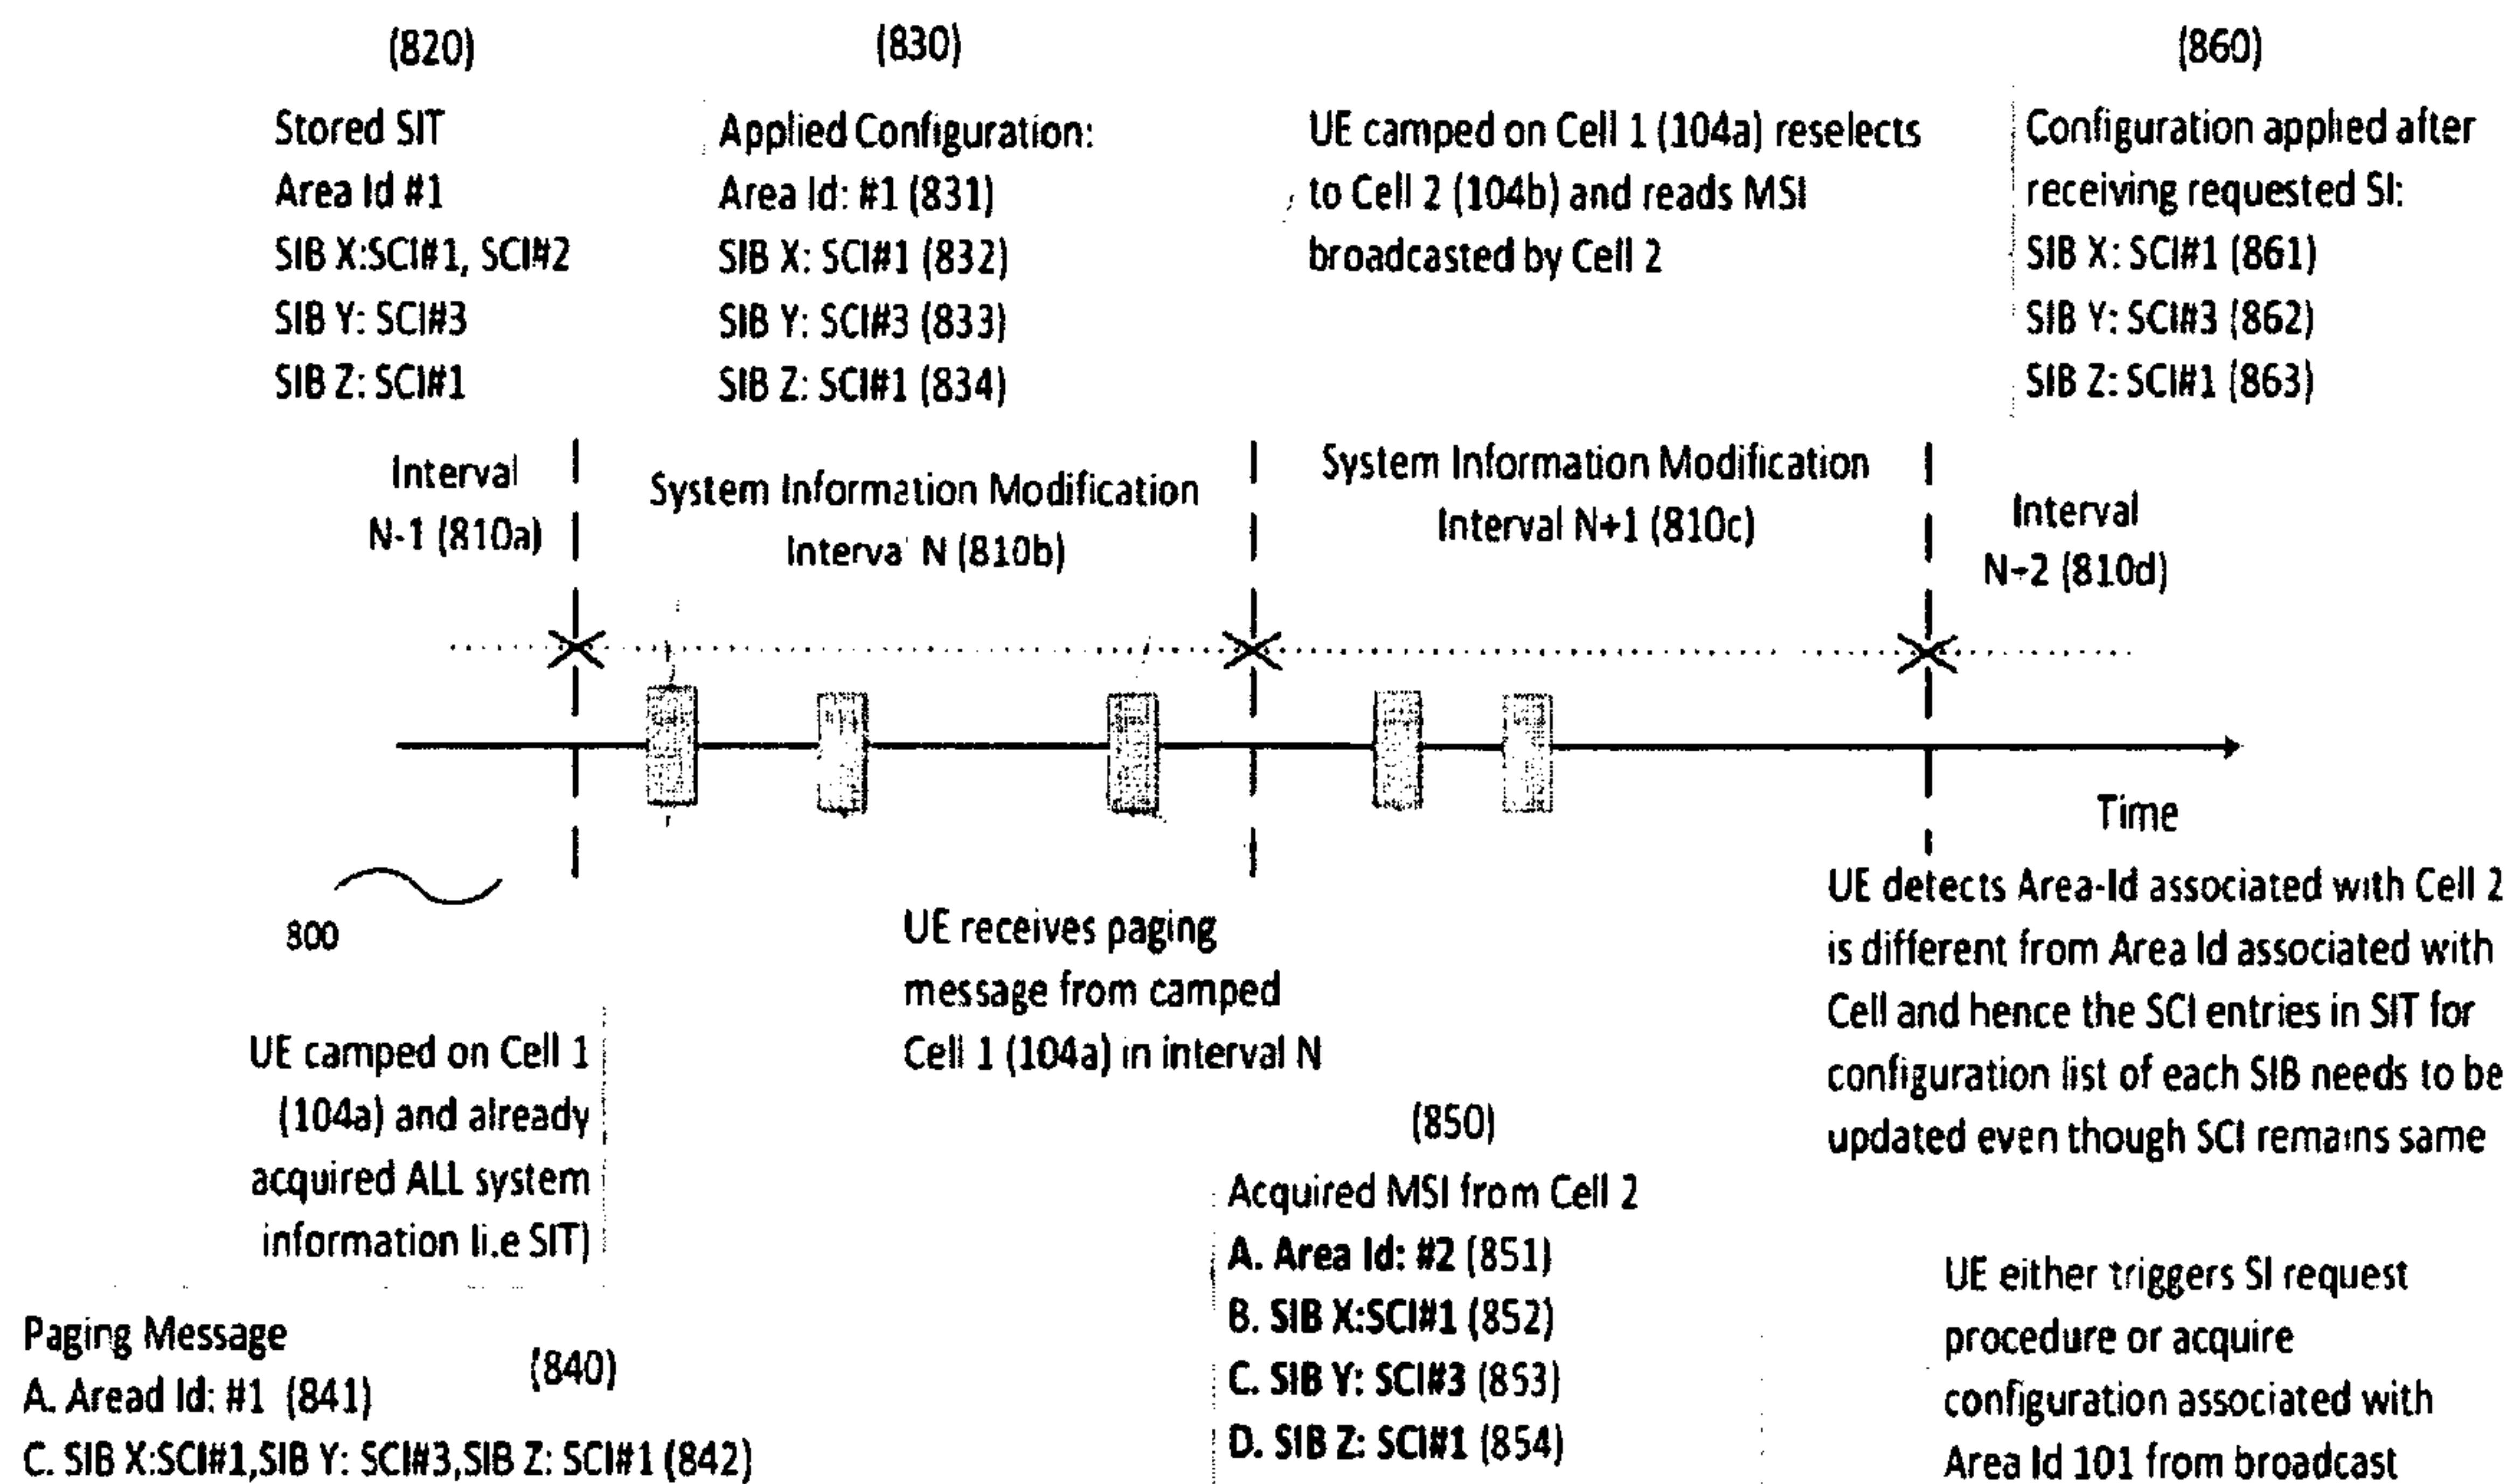 (820)
Stored SIT
Area Id #1
SIB X:SCI#1, SCI#2
SIB Y: SCI#3
SIB Z: SCI#1
(830)
Applied Configuration:
Area Id: #1 (831)
SIB X: SCI#1 (832)
SIB Y: SCI#3 (833)
SIB Z: SCI#1 (834)
UE camped on Cell 1 (104a) reselects
to Cell 2 (104b) and reads MSI
broadcasted by Cell 2
(860)
Configuration applied after
receiving requested SI:
SIB X: SCI#1 (861)
SIB Y: SCI#3 (862)
SIB Z: SCI#1 (863)
Interval
N-1 (810a)
System Information Modification
Interval N (810b)
System Information Modification
Interval N+1 (810c)
Interval
N+2 (810d)
Time
800
UE camped on Cell 1
(104a) and already
acquired ALL system
information (i.e SIT)
UE receives paging
message from camped
Cell 1 (104a) in interval N
UE detects Area-Id associated with Cell 2
is different from Area Id associated with
Cell and hence the SCI entries in SIT for
configuration list of each SIB needs to be
updated even though SCI remains same
Paging Message
(840)
A. Aread Id: #1 (841)
C. SIB X:SCI#1,SIB Y: SCI#3,SIB Z: SCI#1 (842)
(850)
Acquired MSI from Cell 2
A. Area Id: #2 (851)
B. SIB X:SCI#1 (852)
C. SIB Y: SCI#3 (853)
D. SIB Z: SCI#1 (854)
UE either triggers SI request
procedure or acquire
configuration associated with
Area Id 101 from broadcast